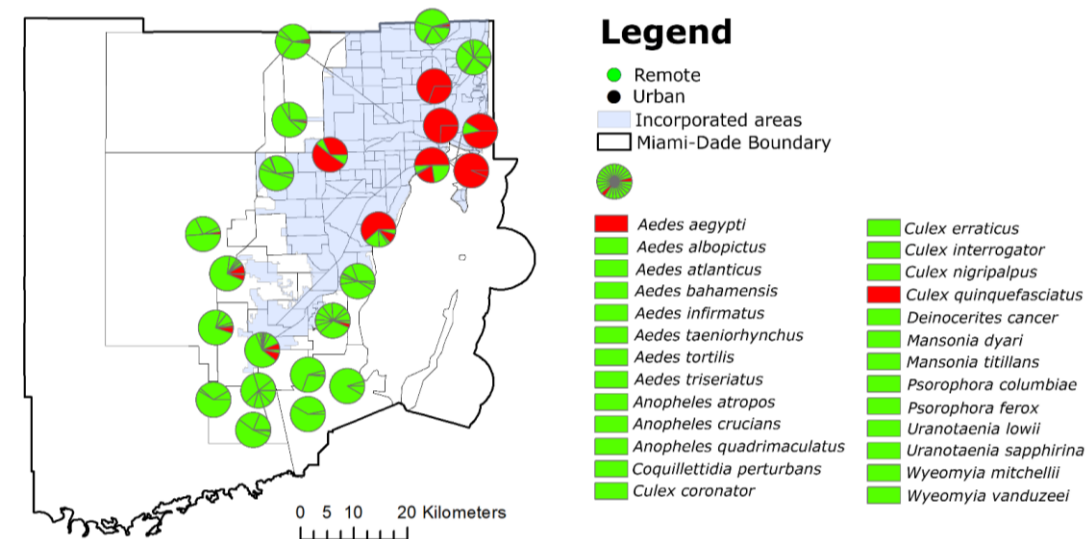 Legend
Remote
Urban
Incorporated areas
Miami-Dade Boundary
Aedes aegypti
Aedes albopictus
Aedes atlanticus
Aedes bahamensis
Aedes infirmatus
Aedes taeniorhynchus
Aedes tortilis
Aedes triseriatus
Anopheles atropos
Anopheles crucians
Anopheles quadrimaculatus
Coquillettidia perturbans
Culex coronator
Culex erraticus
Culex interrogator
Culex nigripalpus
Culex quinquefasciatus
Deinocerites cancer
Mansonia dyari
Mansonia titillans
Psorophora columbiae
Psorophora ferox
Uranotaenia lowii
Uranotaenia sapphirina
Wyeomyia mitchellii
Wyeomyia vanduzeei
0 5 10 20 Kilometers